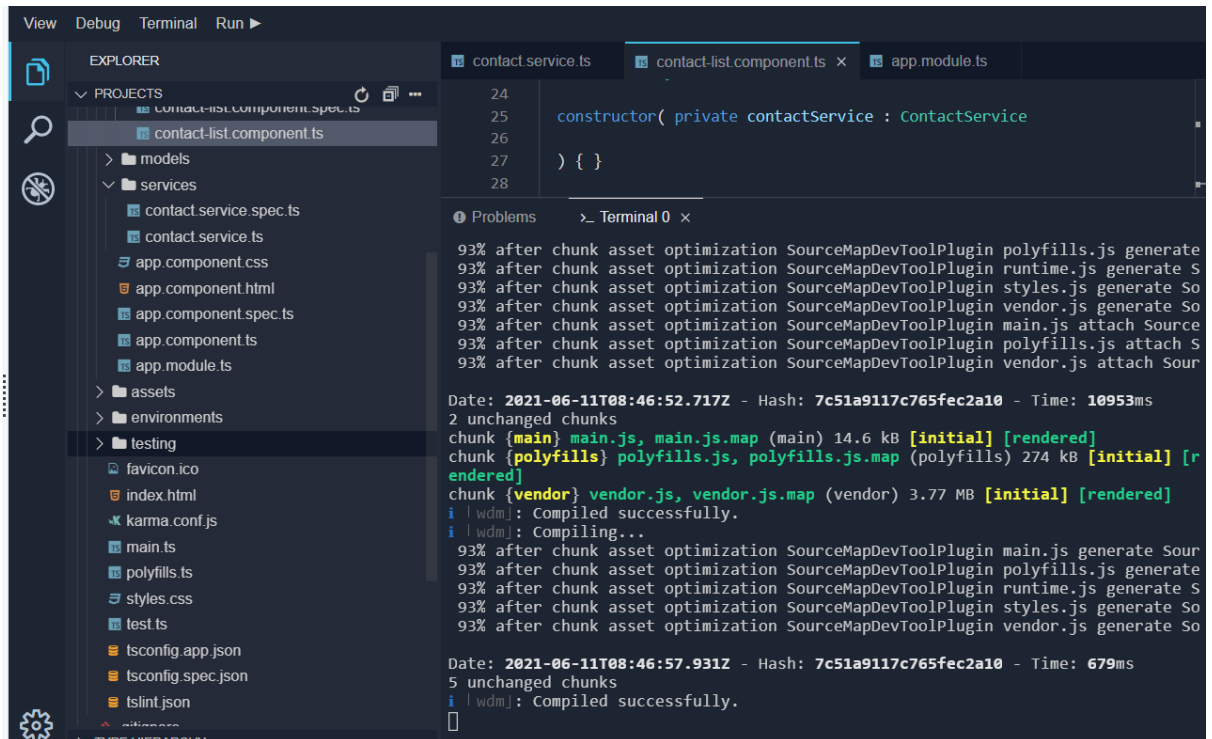 View Debug Terminal Run
EXPLORER
PROJECTS
contact-list.component.spec.ts
contact-list.component.ts
models
services
contact.service.spec.ts
contact.service.ts
app.component.css
app.component.html
app.component.spec.ts
app.component.ts
app.module.ts
assets
environments
testing
favicon.ico
index.html
karma.conf.js
main.ts
polyfills.ts
styles.css
test.ts
tsconfig.app.json
tsconfig.spec.json
tslint.json
.gitignore
TYPE HIERARCHY
contact.service.ts contact-list.component.ts × app.module.ts
24
25 constructor( private contactService : ContactService
26
27 ) { }
28
Problems >_ Terminal 0 ×
93% after chunk asset optimization SourceMapDevToolPlugin polyfills.js generate
93% after chunk asset optimization SourceMapDevToolPlugin runtime.js generate S
93% after chunk asset optimization SourceMapDevToolPlugin styles.js generate So
93% after chunk asset optimization SourceMapDevToolPlugin vendor.js generate So
93% after chunk asset optimization SourceMapDevToolPlugin main.js attach Source
93% after chunk asset optimization SourceMapDevToolPlugin polyfills.js attach S
93% after chunk asset optimization SourceMapDevToolPlugin vendor.js attach Sour
Date: 2021-06-11T08:46:52.717Z - Hash: 7c51a9117c765fec2a10 - Time: 10953ms
2 unchanged chunks
chunk {main} main.js, main.js.map (main) 14.6 kB [initial] [rendered]
chunk {polyfills} polyfills.js, polyfills.js.map (polyfills) 274 kB [initial] [r
endered]
chunk {vendor} vendor.js, vendor.js.map (vendor) 3.77 MB [initial] [rendered]
i ｢wdm｣: Compiled successfully.
i ｢wdm｣: Compiling...
93% after chunk asset optimization SourceMapDevToolPlugin main.js generate Sour
93% after chunk asset optimization SourceMapDevToolPlugin polyfills.js generate
93% after chunk asset optimization SourceMapDevToolPlugin runtime.js generate S
93% after chunk asset optimization SourceMapDevToolPlugin styles.js generate So
93% after chunk asset optimization SourceMapDevToolPlugin vendor.js generate So
Date: 2021-06-11T08:46:57.931Z - Hash: 7c51a9117c765fec2a10 - Time: 679ms
5 unchanged chunks
i ｢wdm｣: Compiled successfully.